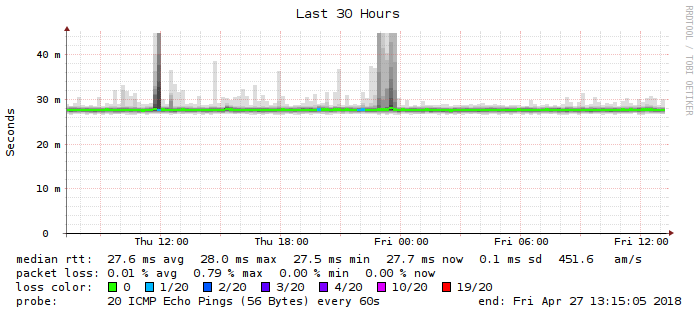 Last 30 Hours
RRDTOOL / TOBI OETIKER
Seconds
40 m
30 m
20 m
10 m
0
Thu 12:00 Thu 18:00 Fri 00:00 Fri 06:00 Fri 12:00
median rtt: 27.6 ms avg 28.0 ms max 27.5 ms min 27.7 ms now 0.1 ms sd 451.6 am/s
packet loss: 0.01 % avg 0.79 % max 0.00 % min 0.00 % now
loss color: 0 1/20 2/20 3/20 4/20 10/20 19/20
probe: 20 ICMP Echo Pings (56 Bytes) every 60s end: Fri Apr 27 13:15:05 2018